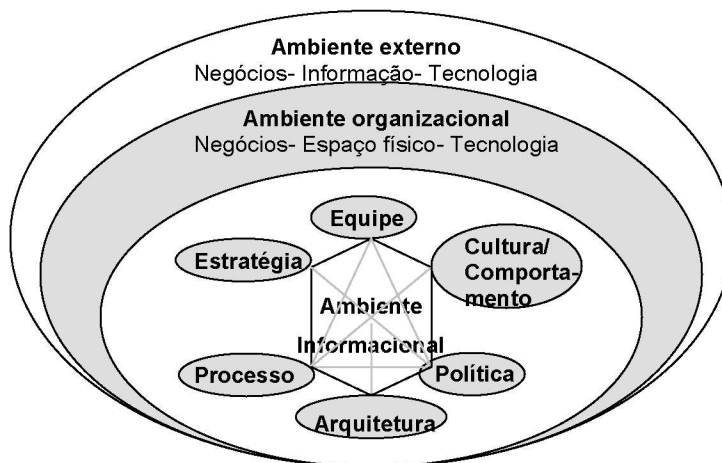 Ambiente externo
Negócios- Informação- Tecnologia
Ambiente organizacional
Negócios- Espaço físico- Tecnologia
Equipe
Estratégia
Cultura/
Comporta-
mento
Ambiente
Informacional
Processo
Política
Arquitetura